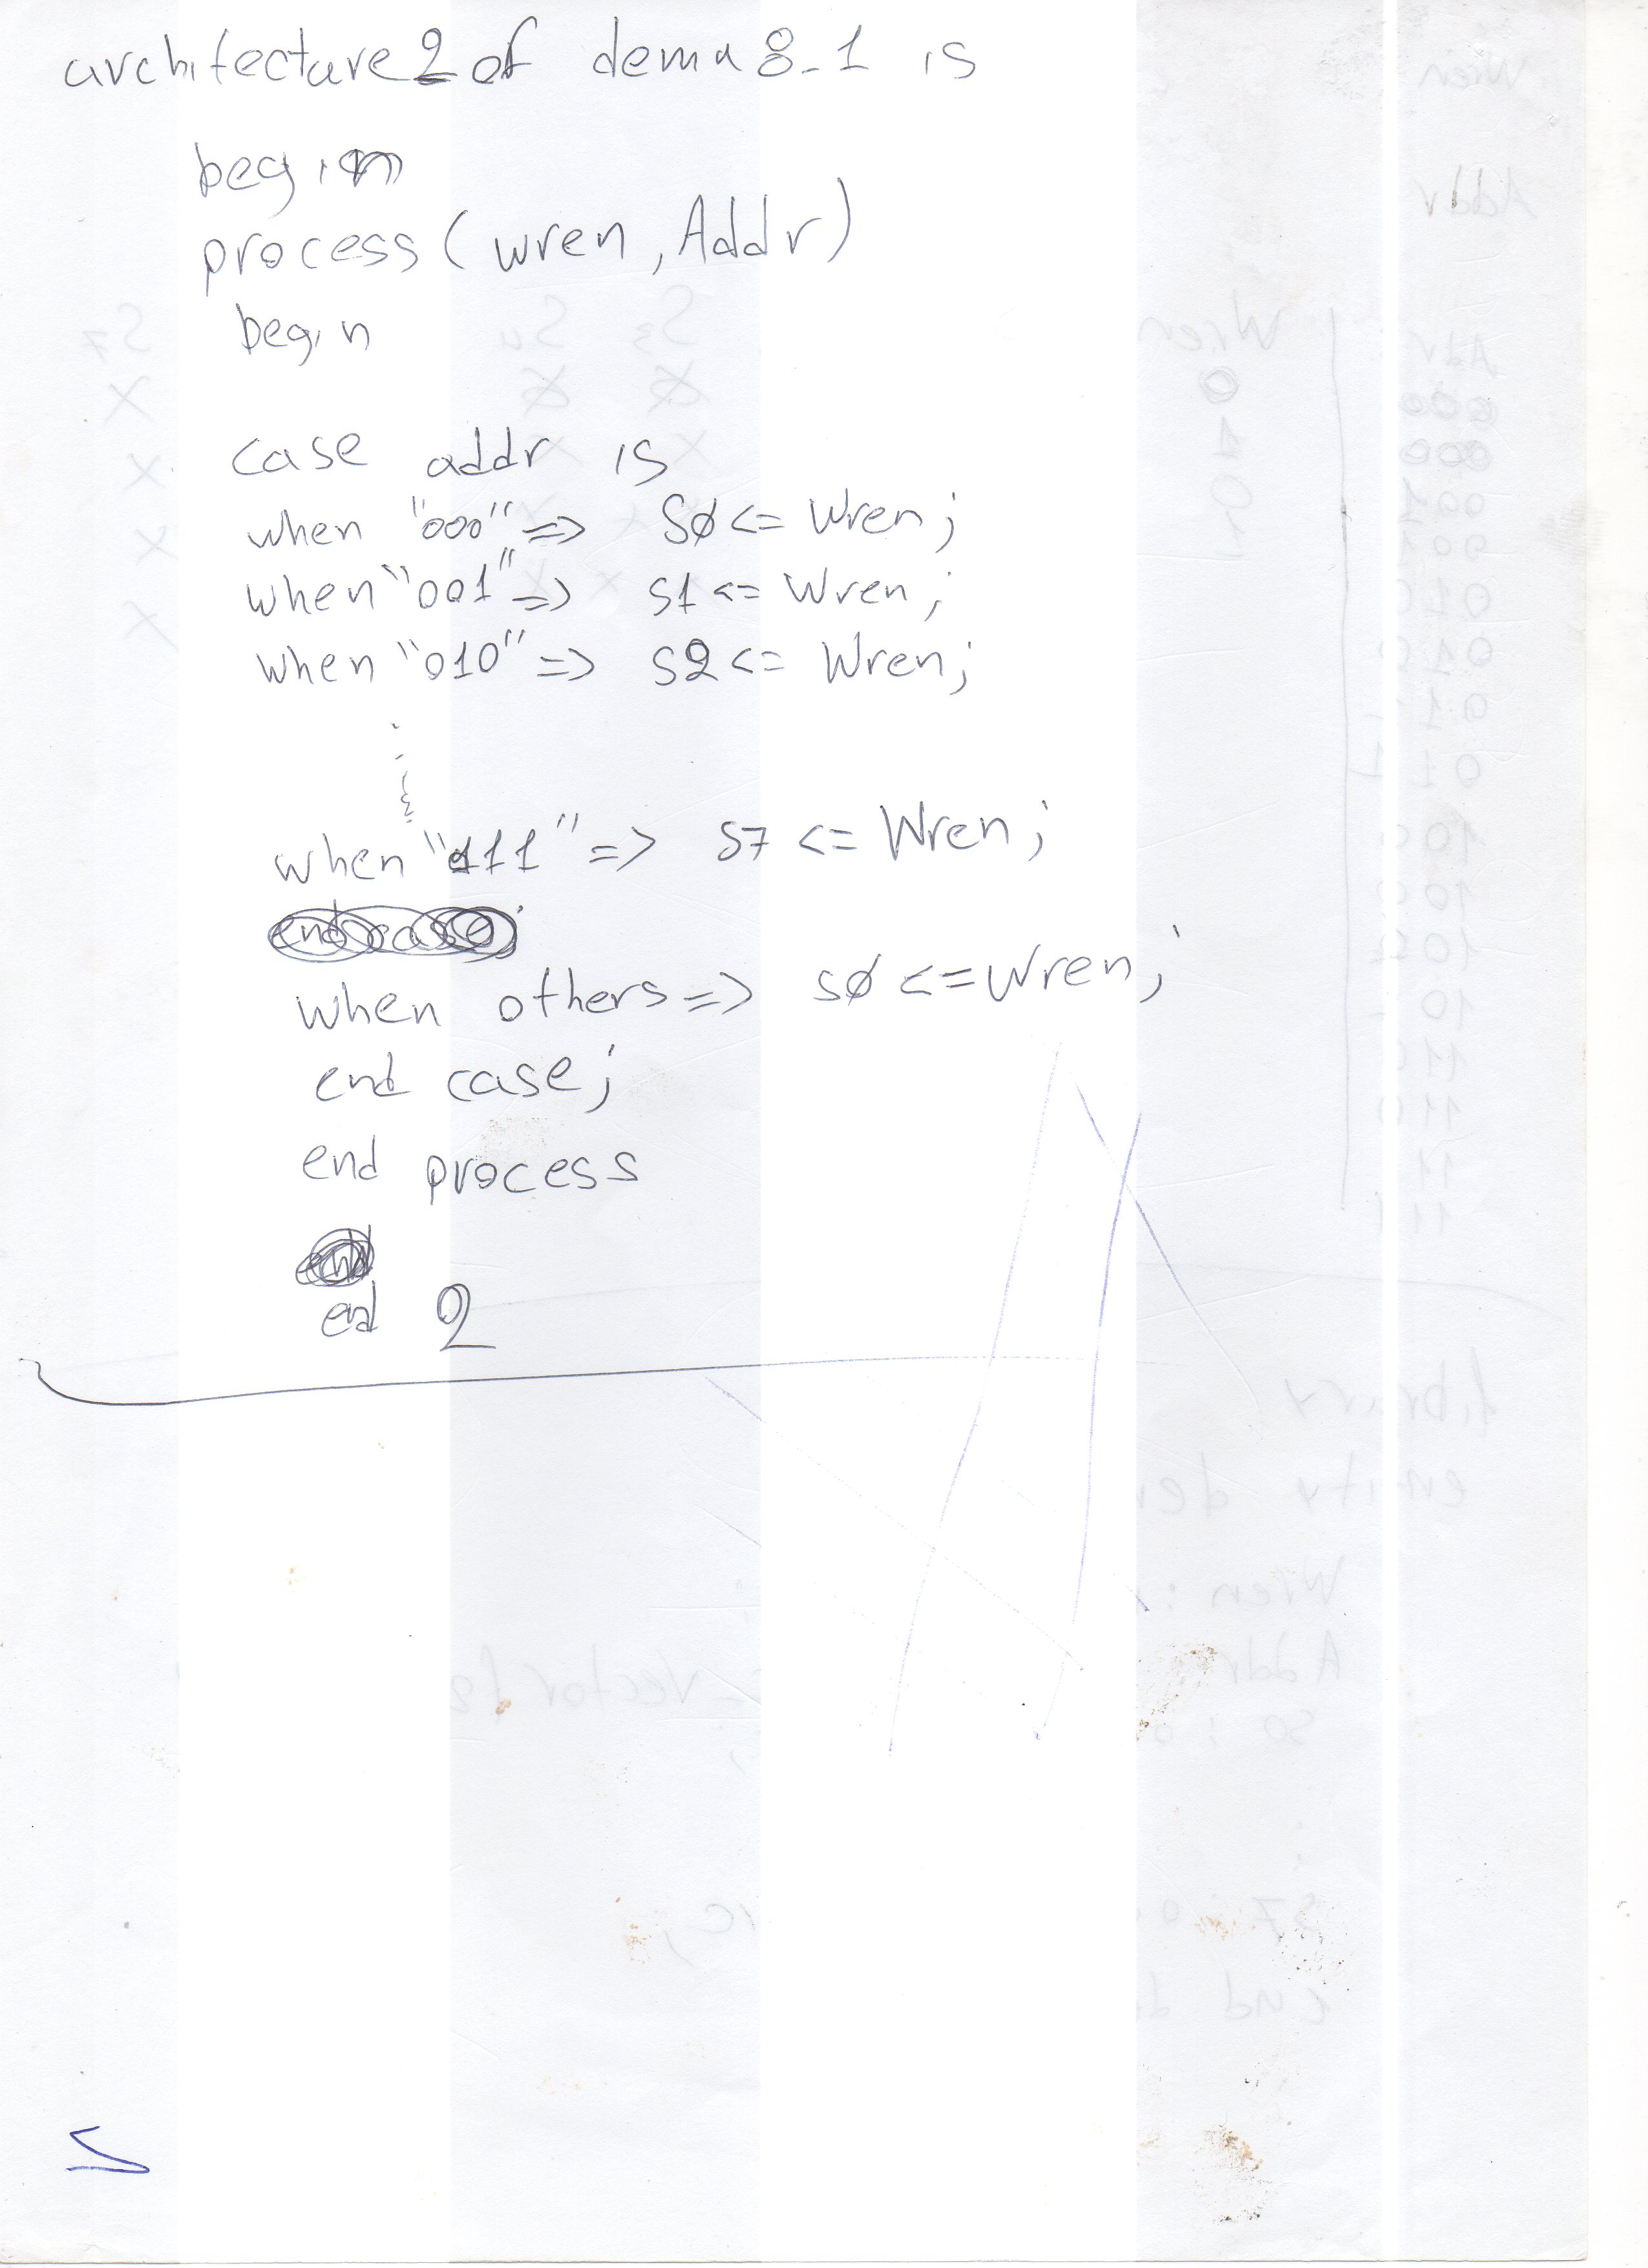 architecture 2 of demu 8_1 is
begin
process (wren, Addr)
begin
case addr is
when "000" => SØ <= Wren;
when "001" => S1 <= Wren;
when "010" => S2 <= Wren;
when "111" => S7 <= Wren;
when others => SØ <= Wren;
end case;
end process
end 2